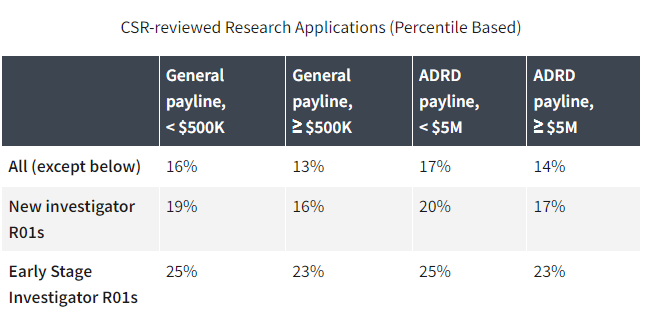 CSR-reviewed Research Applications (Percentile Based)
General payline, < $500K
General payline, ≥ $500K
ADRD payline, < $5M
ADRD payline, ≥ $5M
All (except below) 16% 13% 17% 14%
New investigator R01s 19% 16% 20% 17%
Early Stage Investigator R01s 25% 23% 25% 23%